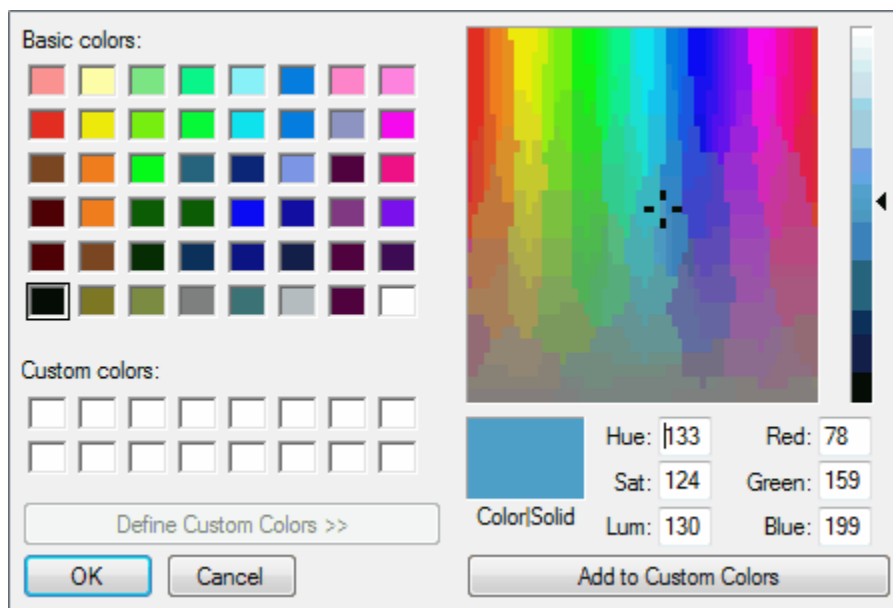 Basic colors:
Custom colors:
Define Custom Colors >>
OK
Cancel
Color|Solid
Hue: 133
Sat: 124
Lum: 130
Red: 78
Green: 159
Blue: 199
Add to Custom Colors